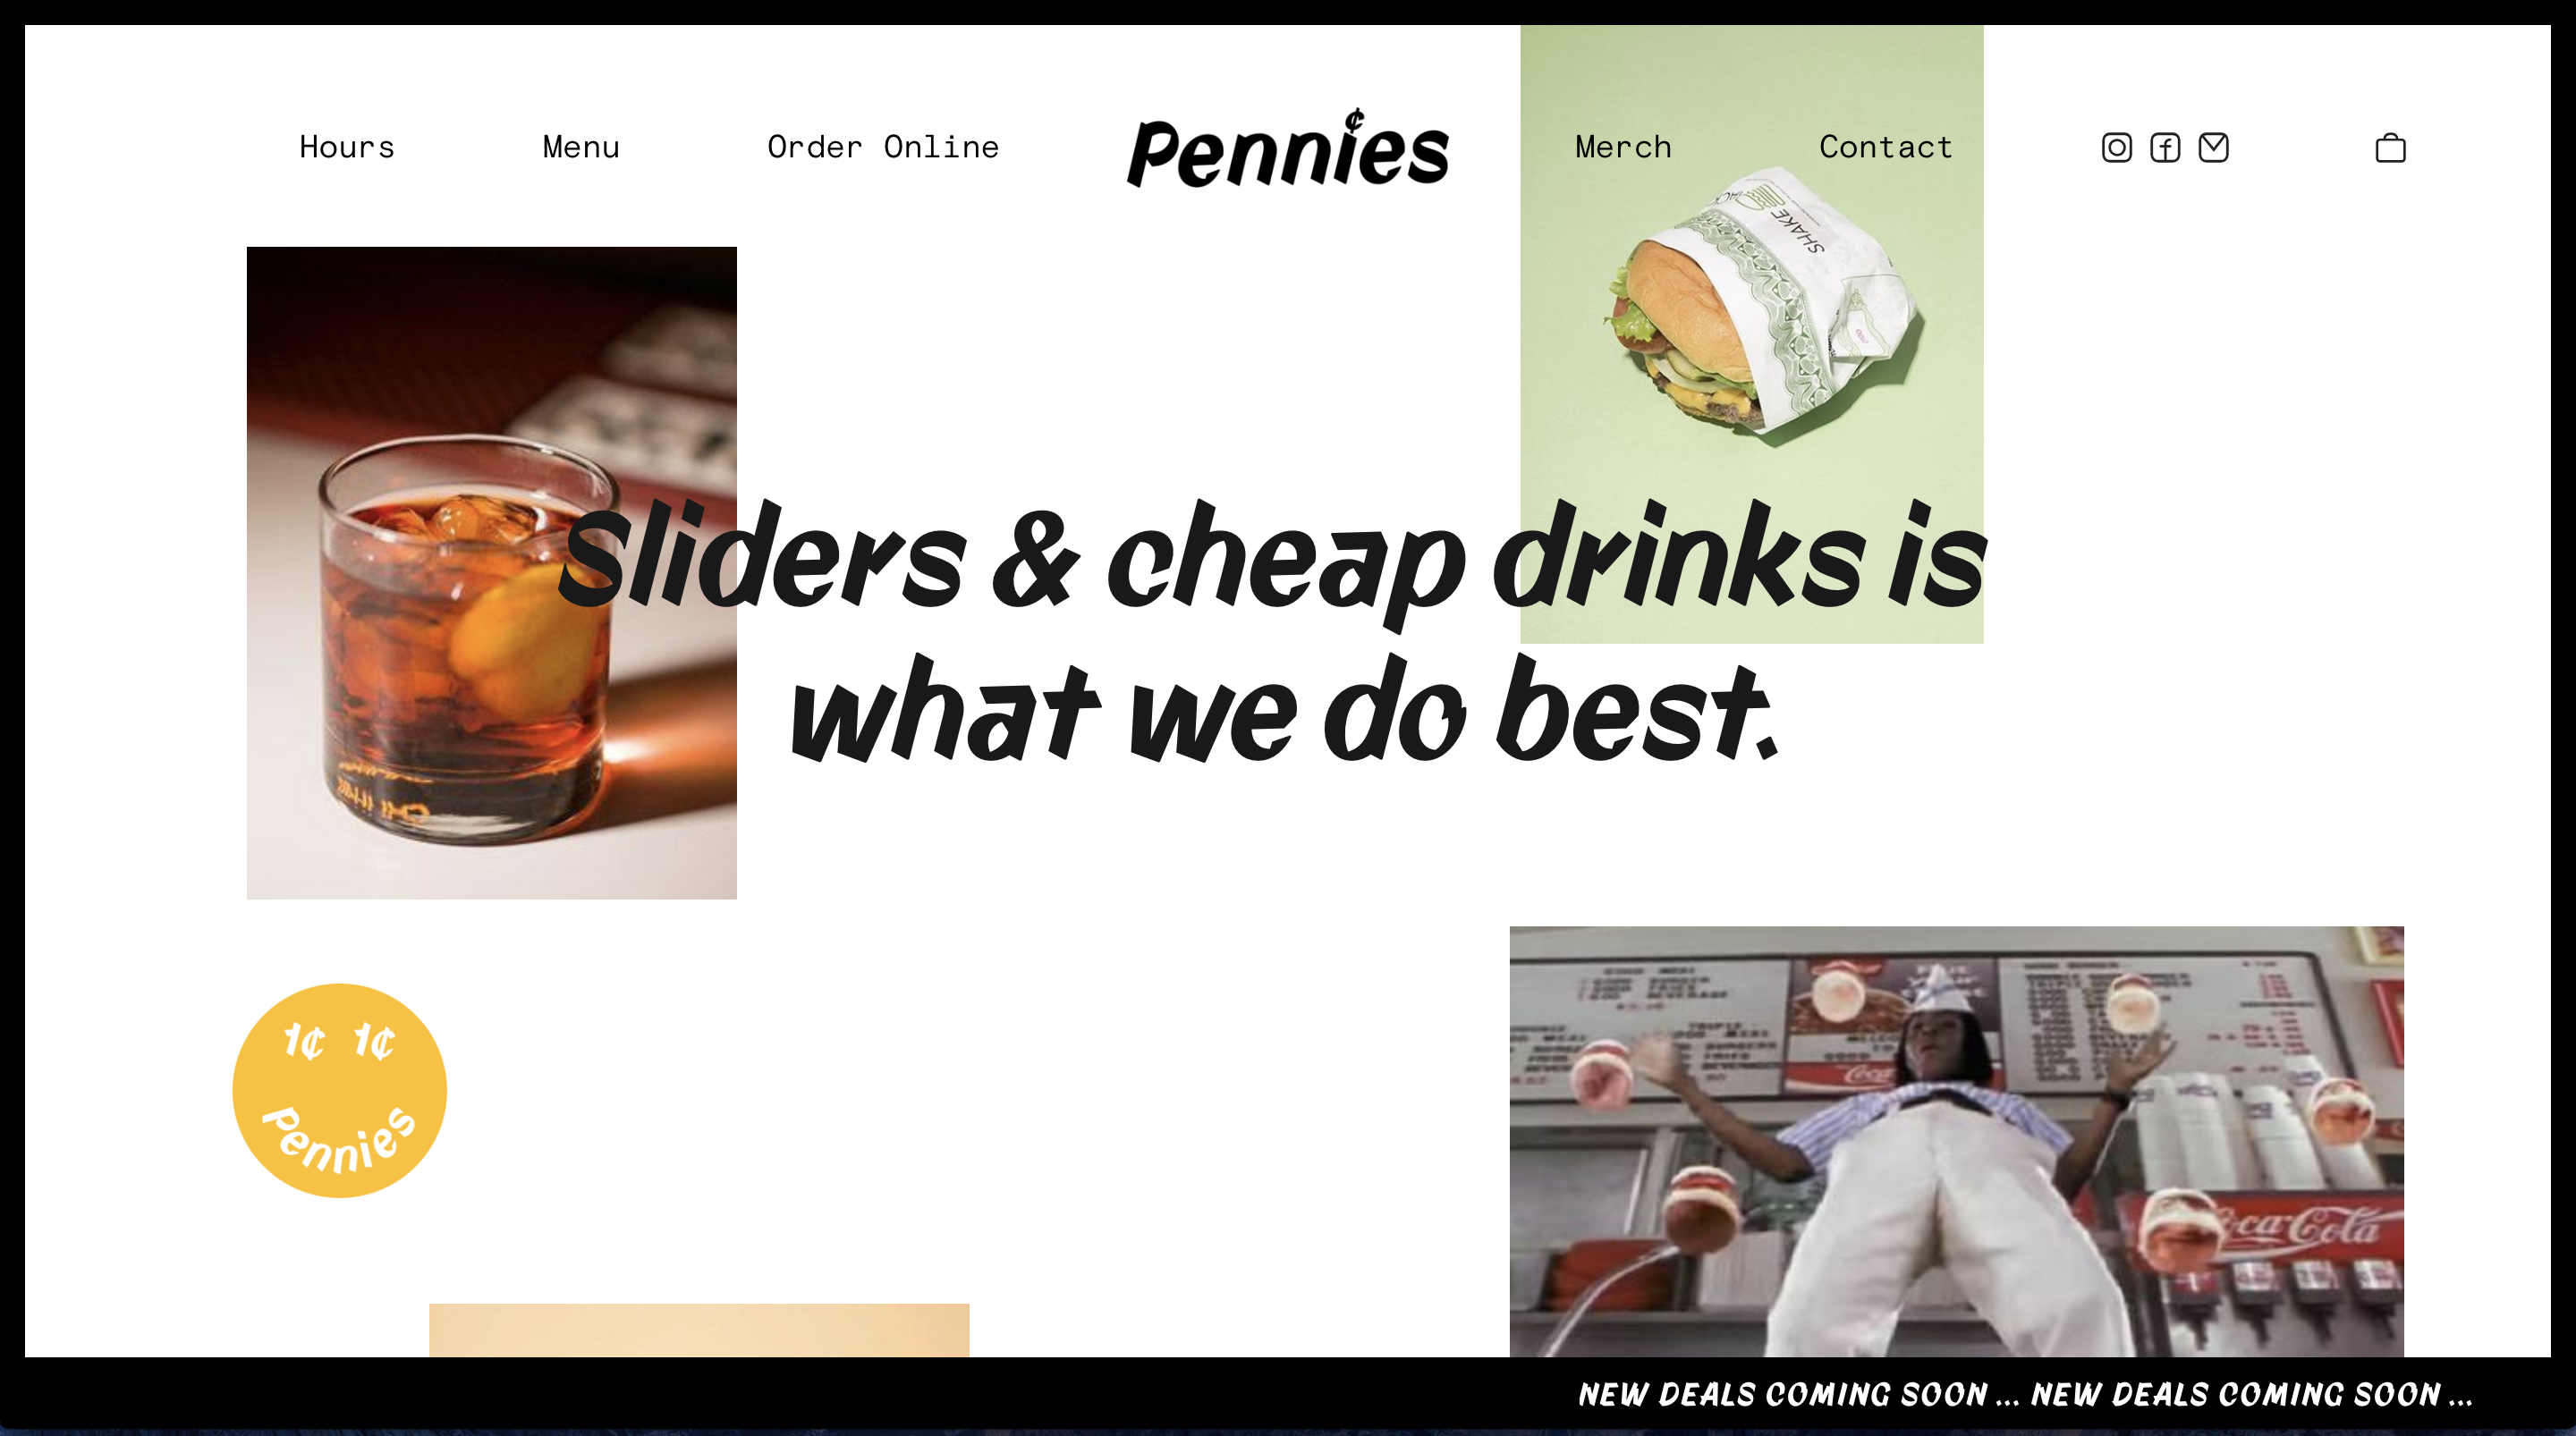 Hours Menu Order Online Pennies Merch Contact
SHAKE
Sliders & cheap drinks is
what we do best.
1¢ 1¢
Pennies
Coca-Cola
NEW DEALS COMING SOON ... NEW DEALS COMING SOON ...